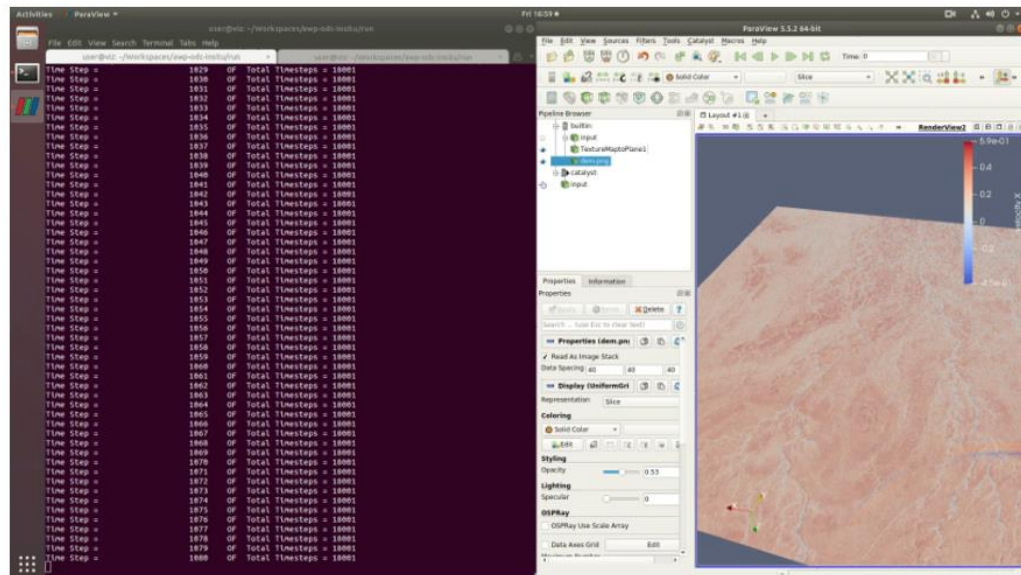 Activities
ParaView
Fri 16:59
user@viz: ~/Workspaces/ewp-odc-insitu/run
File Edit View Search Terminal Tabs Help
user@viz: ~/Workspaces/ewp-odc-insitu/run
user@viz: ~/Workspaces/ewp-odc-insitu/run
Time Step = 1029 OF Total Timesteps = 10001
Time Step = 1030 OF Total Timesteps = 10001
Time Step = 1031 OF Total Timesteps = 10001
Time Step = 1032 OF Total Timesteps = 10001
Time Step = 1033 OF Total Timesteps = 10001
Time Step = 1034 OF Total Timesteps = 10001
Time Step = 1035 OF Total Timesteps = 10001
Time Step = 1036 OF Total Timesteps = 10001
Time Step = 1037 OF Total Timesteps = 10001
Time Step = 1038 OF Total Timesteps = 10001
Time Step = 1039 OF Total Timesteps = 10001
Time Step = 1040 OF Total Timesteps = 10001
Time Step = 1041 OF Total Timesteps = 10001
Time Step = 1042 OF Total Timesteps = 10001
Time Step = 1043 OF Total Timesteps = 10001
Time Step = 1044 OF Total Timesteps = 10001
Time Step = 1045 OF Total Timesteps = 10001
Time Step = 1046 OF Total Timesteps = 10001
Time Step = 1047 OF Total Timesteps = 10001
Time Step = 1048 OF Total Timesteps = 10001
Time Step = 1049 OF Total Timesteps = 10001
Time Step = 1050 OF Total Timesteps = 10001
Time Step = 1051 OF Total Timesteps = 10001
Time Step = 1052 OF Total Timesteps = 10001
Time Step = 1053 OF Total Timesteps = 10001
Time Step = 1054 OF Total Timesteps = 10001
Time Step = 1055 OF Total Timesteps = 10001
Time Step = 1056 OF Total Timesteps = 10001
Time Step = 1057 OF Total Timesteps = 10001
Time Step = 1058 OF Total Timesteps = 10001
Time Step = 1059 OF Total Timesteps = 10001
Time Step = 1060 OF Total Timesteps = 10001
Time Step = 1061 OF Total Timesteps = 10001
Time Step = 1062 OF Total Timesteps = 10001
Time Step = 1063 OF Total Timesteps = 10001
Time Step = 1064 OF Total Timesteps = 10001
Time Step = 1065 OF Total Timesteps = 10001
Time Step = 1066 OF Total Timesteps = 10001
Time Step = 1067 OF Total Timesteps = 10001
Time Step = 1068 OF Total Timesteps = 10001
Time Step = 1069 OF Total Timesteps = 10001
Time Step = 1070 OF Total Timesteps = 10001
Time Step = 1071 OF Total Timesteps = 10001
Time Step = 1072 OF Total Timesteps = 10001
Time Step = 1073 OF Total Timesteps = 10001
Time Step = 1074 OF Total Timesteps = 10001
Time Step = 1075 OF Total Timesteps = 10001
Time Step = 1076 OF Total Timesteps = 10001
Time Step = 1077 OF Total Timesteps = 10001
Time Step = 1078 OF Total Timesteps = 10001
Time Step = 1079 OF Total Timesteps = 10001
Time Step = 1080 OF Total Timesteps = 10001
ParaView 5.5.2 64-bit
File Edit View Sources Filters Tools Catalyst Macros Help
Time: 0
Solid Color
Slice
Pipeline Browser
builtin:
input
TextureMaptoPlane1
dem.png
catalyst:
input
Layout #1
RenderView2
Properties Information
Properties
Delete
Search ... (use Esc to clear text)
Properties (dem.pn
Read As Image Stack
Data Spacing 40 40 40
Display (UniformGri
Representation Slice
Coloring
Solid Color
Edit
Styling
Opacity 0.53
Lighting
Specular 0
OSPRay
OSPRay Use Scale Array
Data Axes Grid Edit
5.9e-01
0.4
0.2
0
-0.2